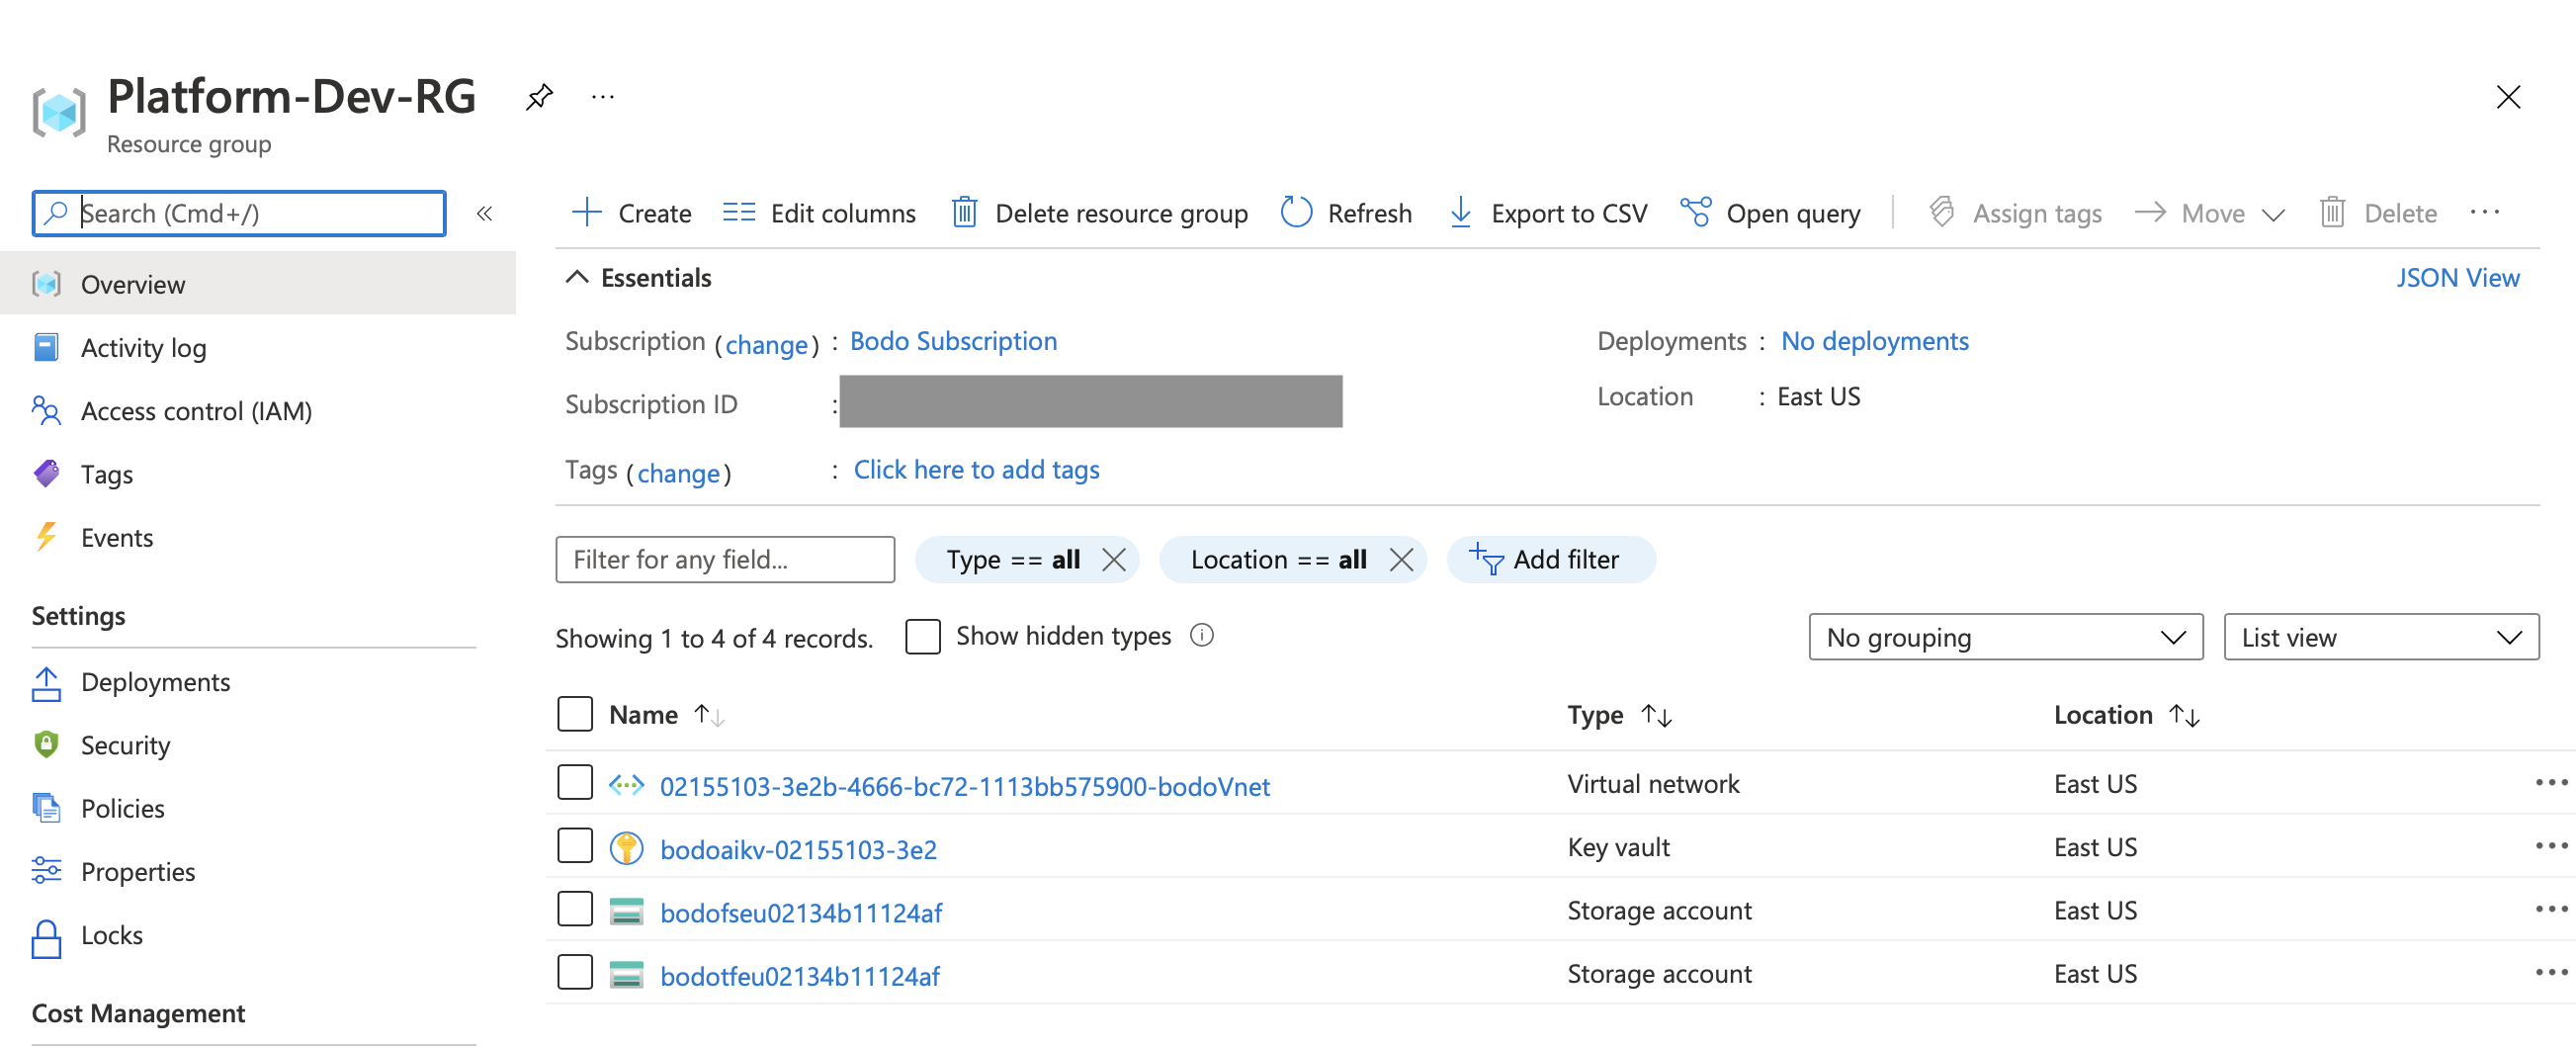 Platform-Dev-RG
Resource group
Search (Cmd+/)
Overview
Activity log
Access control (IAM)
Tags
Events
Settings
Deployments
Security
Policies
Properties
Locks
Cost Management
Create Edit columns Delete resource group Refresh Export to CSV Open query Assign tags Move Delete
Essentials JSON View
Subscription (change) : Bodo Subscription Deployments : No deployments
Subscription ID : Location : East US
Tags (change) : Click here to add tags
Filter for any field... Type == all Location == all Add filter
Showing 1 to 4 of 4 records. Show hidden types No grouping List view
Name Type Location
02155103-3e2b-4666-bc72-1113bb575900-bodoVnet Virtual network East US
bodoaikv-02155103-3e2 Key vault East US
bodofseu02134b11124af Storage account East US
bodotfeu02134b11124af Storage account East US